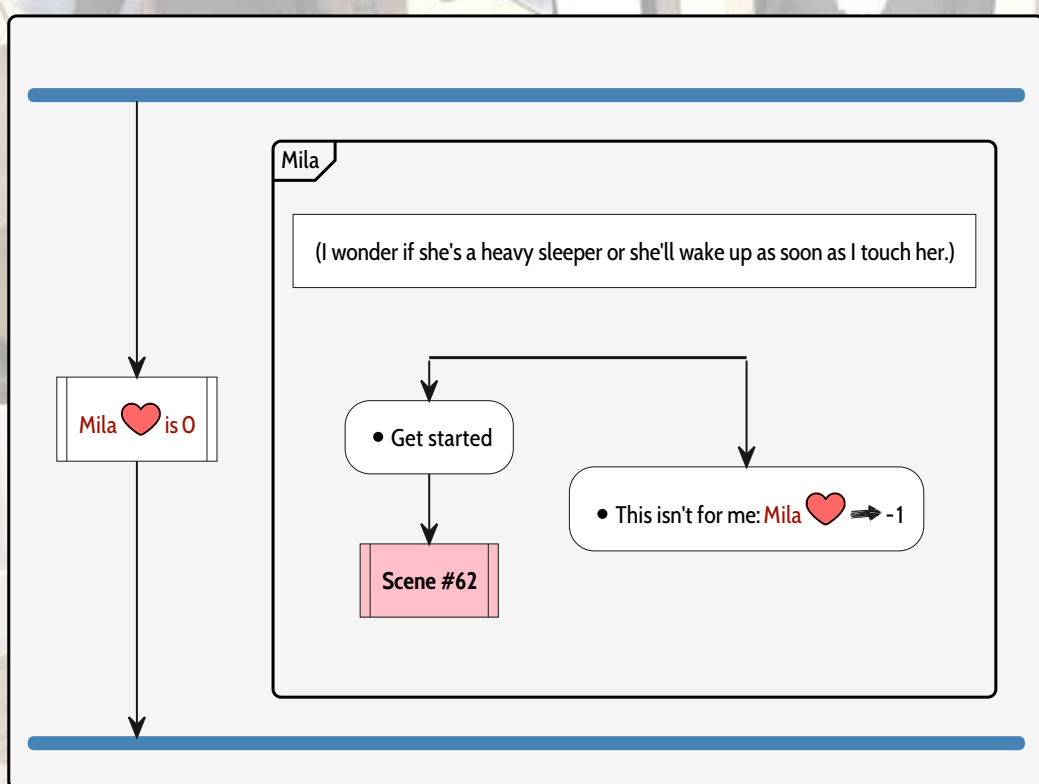 Mila
(I wonder if she's a heavy sleeper or she'll wake up as soon as I touch her.)
Mila is 0
• Get started
• This isn't for me: Mila -1
Scene #62